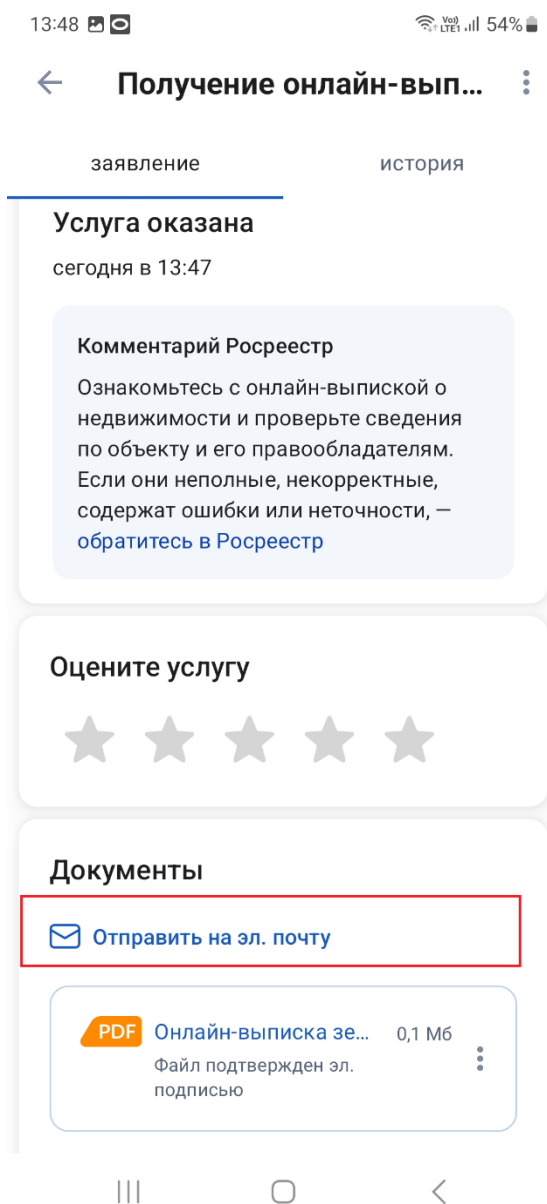 13:48 Vo)) LTE1 54%
Получение онлайн-вып...
заявление история
Услуга оказана
сегодня в 13:47
Комментарий Росреестр
Ознакомьтесь с онлайн-выпиской о
недвижимости и проверьте сведения
по объекту и его правообладателям.
Если они неполные, некорректные,
содержат ошибки или неточности, —
обратитесь в Росреестр
Оцените услугу
Документы
Отправить на эл. почту
PDF Онлайн-выписка зе... 0,1 Мб
Файл подтвержден эл.
подписью